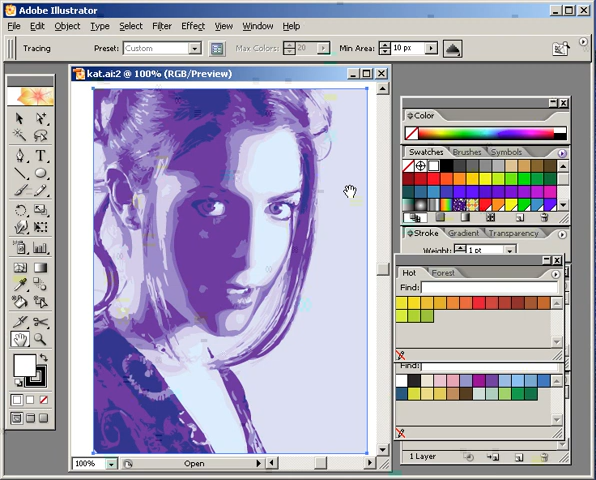 Adobe Illustrator
File Edit Object Type Select Filter Effect View Window Help
Tracing Preset: Custom Max Colors: 20 Min Area: 10 px
kat.ai:2 @ 100% (RGB/Preview)
Color
Swatches Brushes Symbols
Stroke Gradient Transparency
Weight: 1 pt
Hot Forest
Find:
Find:
1 Layer
100% Open